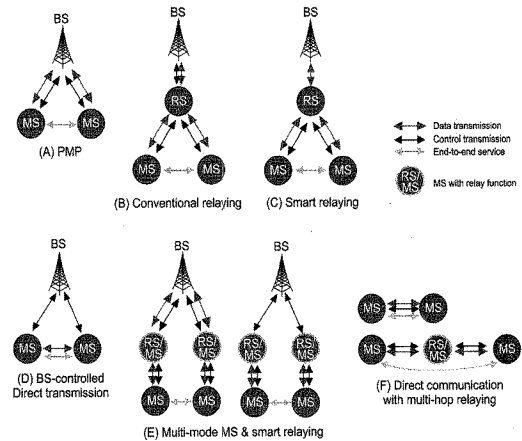 BS
MS
MS
(A) PMP
BS
RS
MS
MS
(B) Conventional relaying
BS
RS
MS
MS
(C) Smart relaying
Data transmission
Control transmission
End-to-end service
RS/
MS
MS with relay function
BS
MS
MS
(D) BS-controlled
Direct transmission
BS
RS/
MS
RS/
MS
MS
MS
BS
RS/
MS
RS/
MS
MS
MS
(E) Multi-mode MS & smart relaying
MS
MS
MS
RS/
MS
MS
(F) Direct communication
with multi-hop relaying